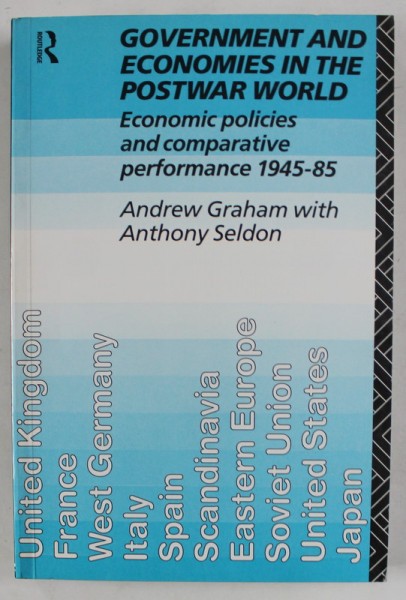 ROUTLEDGE
GOVERNMENT AND
ECONOMIES IN THE
POSTWAR WORLD
Economic policies
and comparative
performance 1945-85
Andrew Graham with
Anthony Seldon
United Kingdom
France
West Germany
Italy
Spain
Scandinavia
Eastern Europe
Soviet Union
United States
Japan